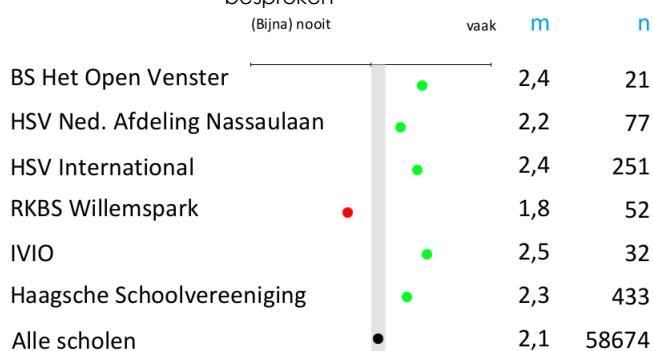 besproken
(Bijna) nooit vaak m n
BS Het Open Venster 2,4 21
HSV Ned. Afdeling Nassaulaan 2,2 77
HSV International 2,4 251
RKBS Willemspark 1,8 52
IVIO 2,5 32
Haagsche Schoolvereeniging 2,3 433
Alle scholen 2,1 58674